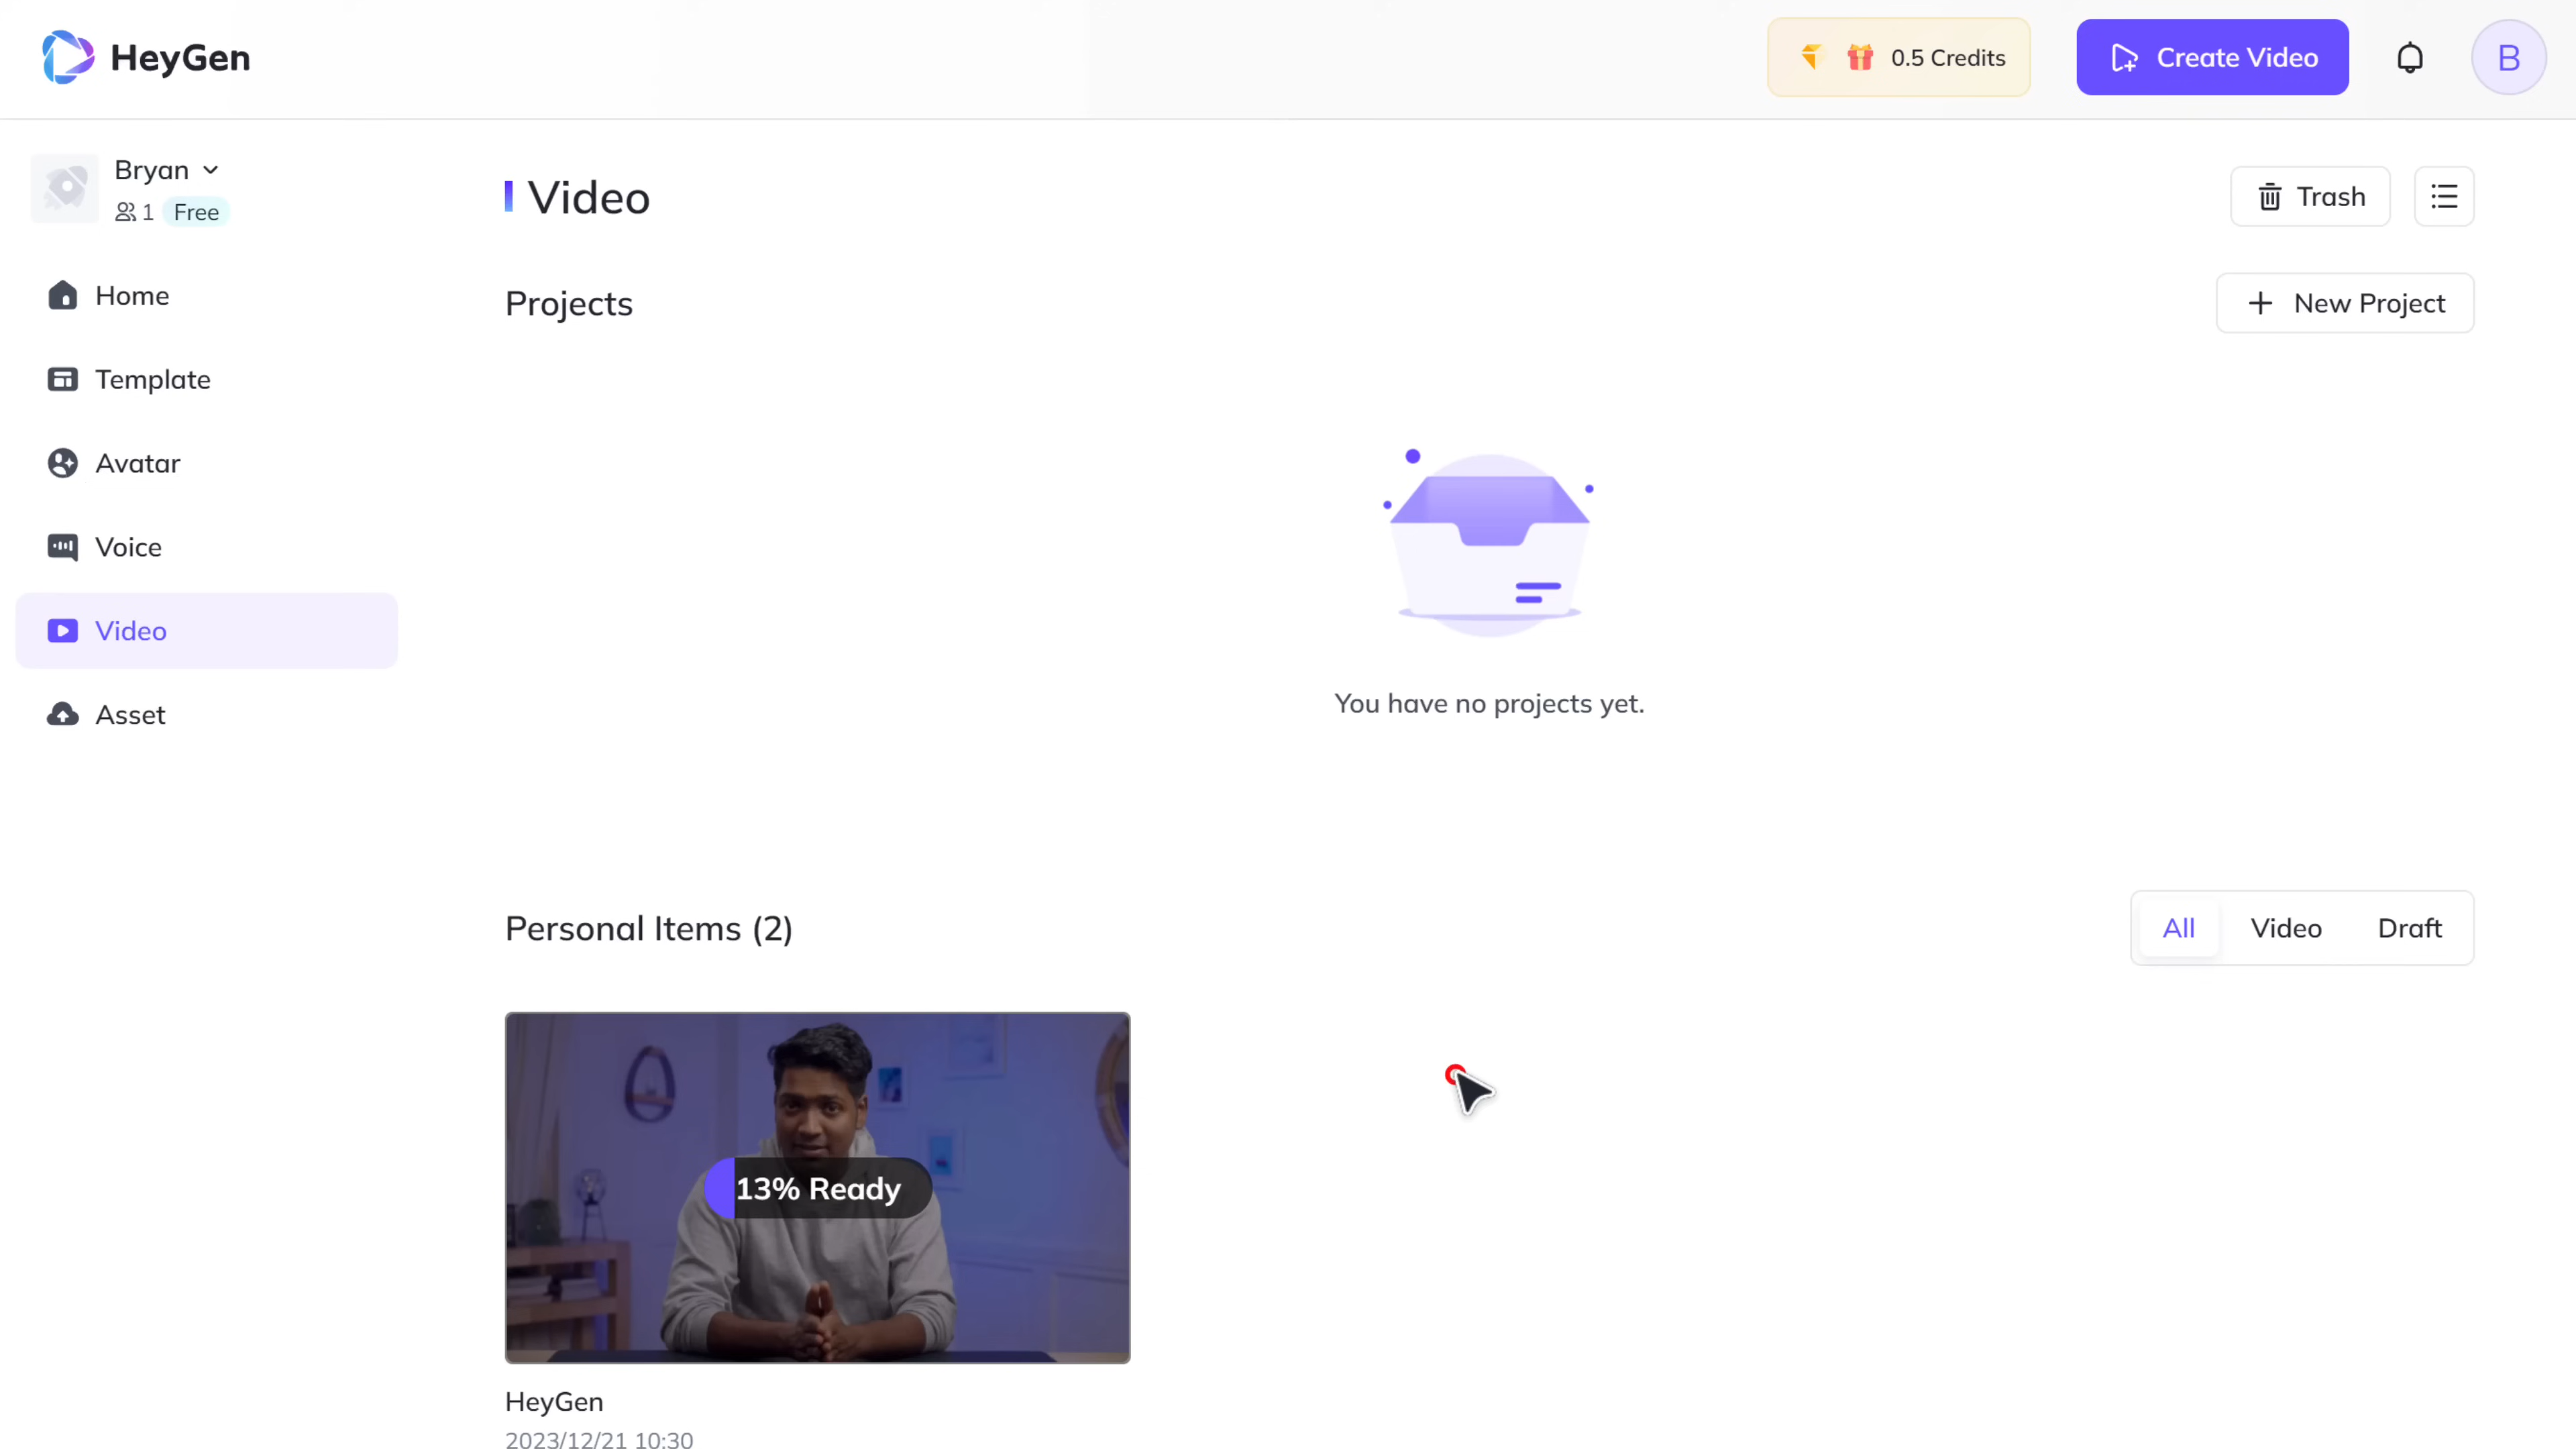 HeyGen
0.5 Credits
Create Video
B
Bryan
1 Free
Home
Template
Avatar
Voice
Video
Asset
Video
Trash
Projects
New Project
You have no projects yet.
Personal Items (2)
All
Video
Draft
13% Ready
HeyGen
2023/12/21 10:30